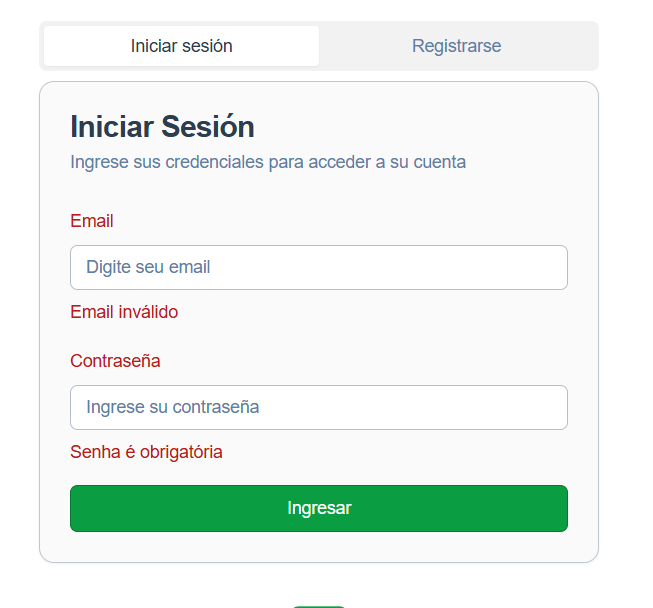 Iniciar sesión
Registrarse
Iniciar Sesión
Ingrese sus credenciales para acceder a su cuenta
Email
Digite seu email
Email inválido
Contraseña
Ingrese su contraseña
Senha é obrigatória
Ingresar